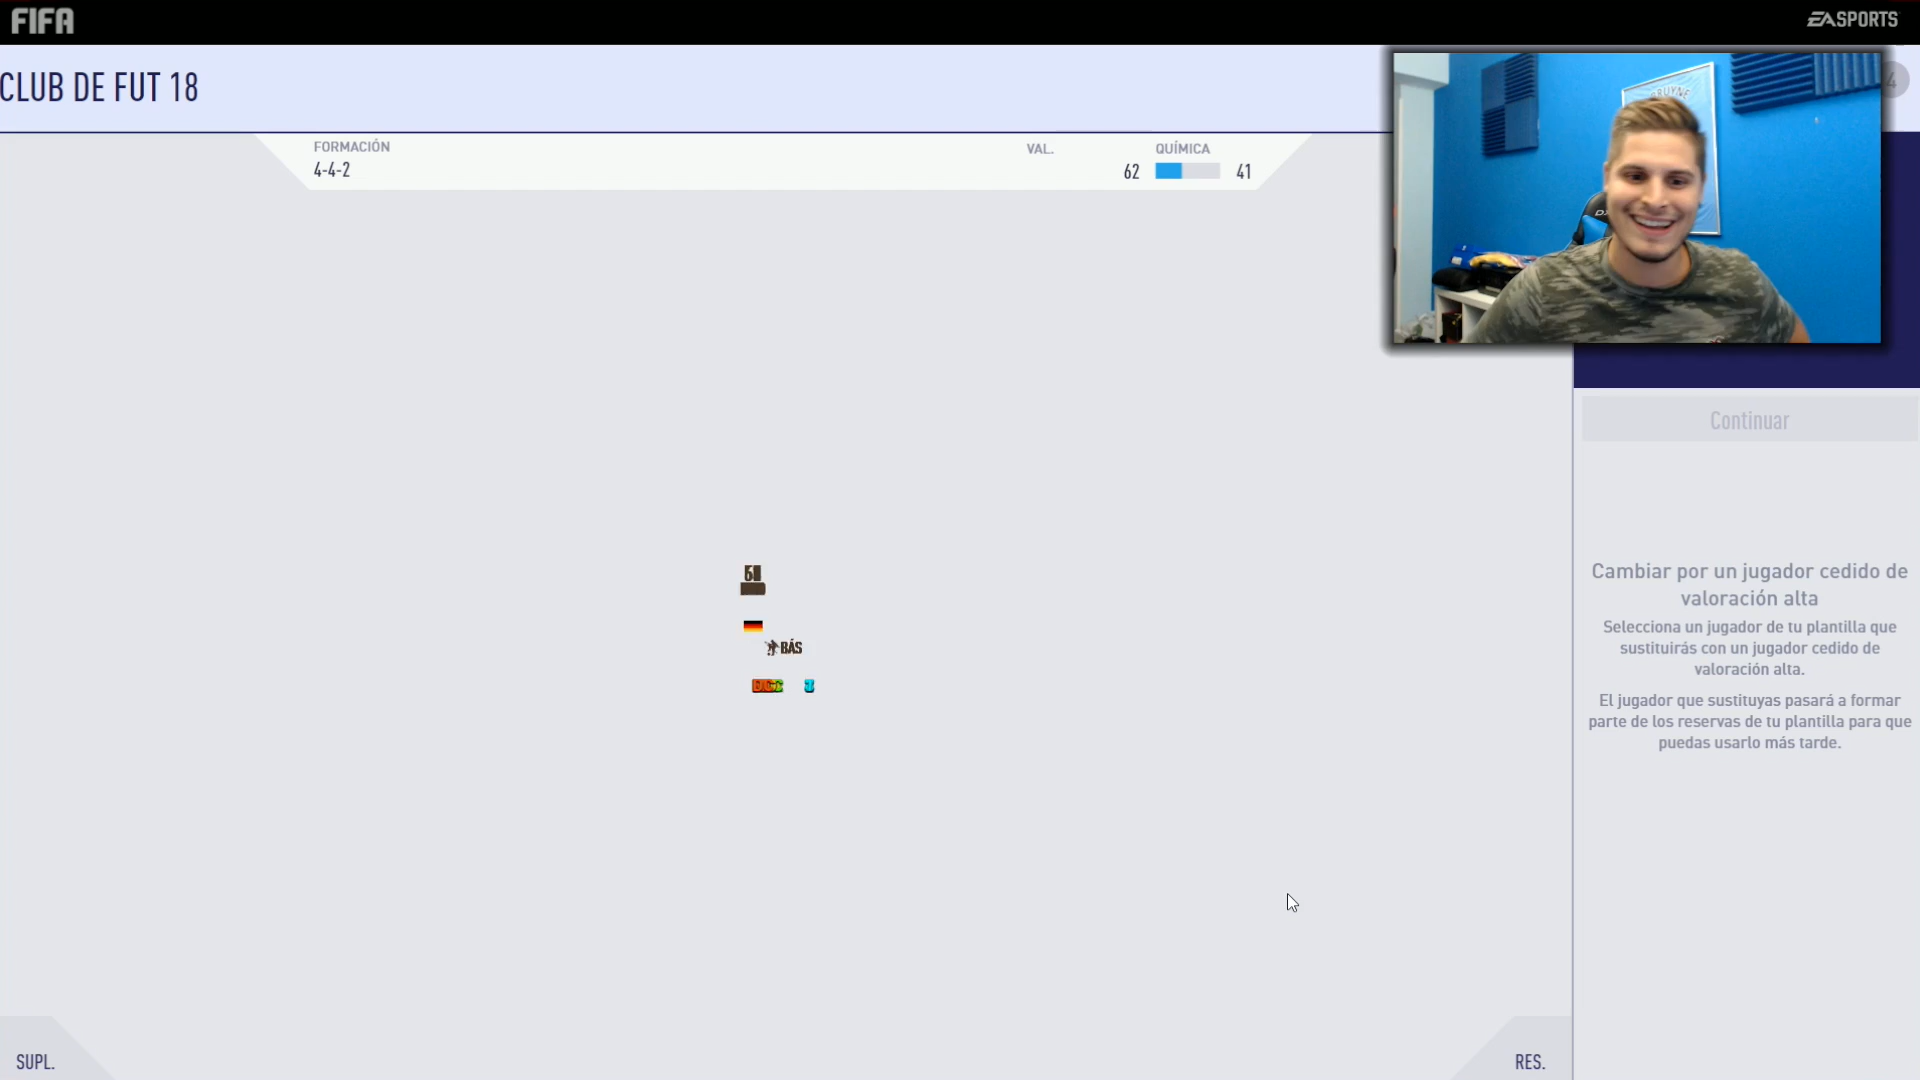 FIFA
EA SPORTS
CLUB DE FUT 18
4
FORMACIÓN
4-4-2
VAL.
62
QUÍMICA
41
BRUYNE
Continuar
BÁS
Cambiar por un jugador cedido de
valoración alta
Selecciona un jugador de tu plantilla que
sustituirás con un jugador cedido de
valoración alta.
El jugador que sustituyas pasará a formar
parte de los reservas de tu plantilla para que
puedas usarlo más tarde.
SUPL.
RES.